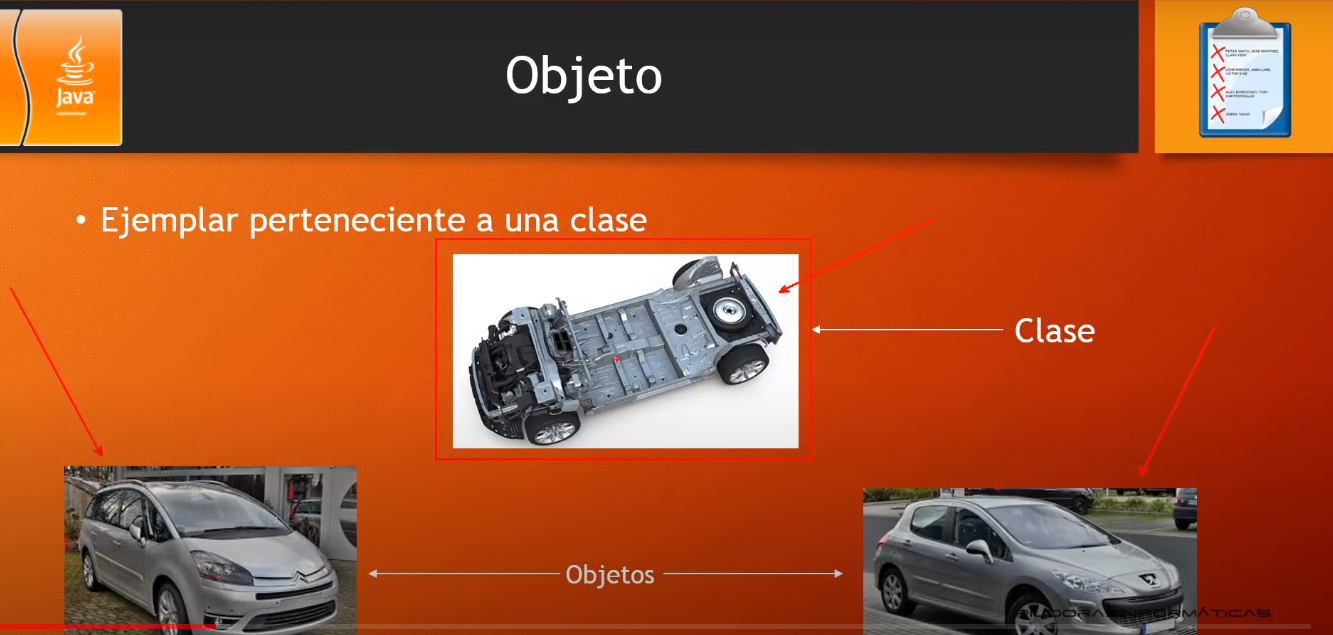 Java
Objeto
• Ejemplar perteneciente a una clase
Clase
Objetos